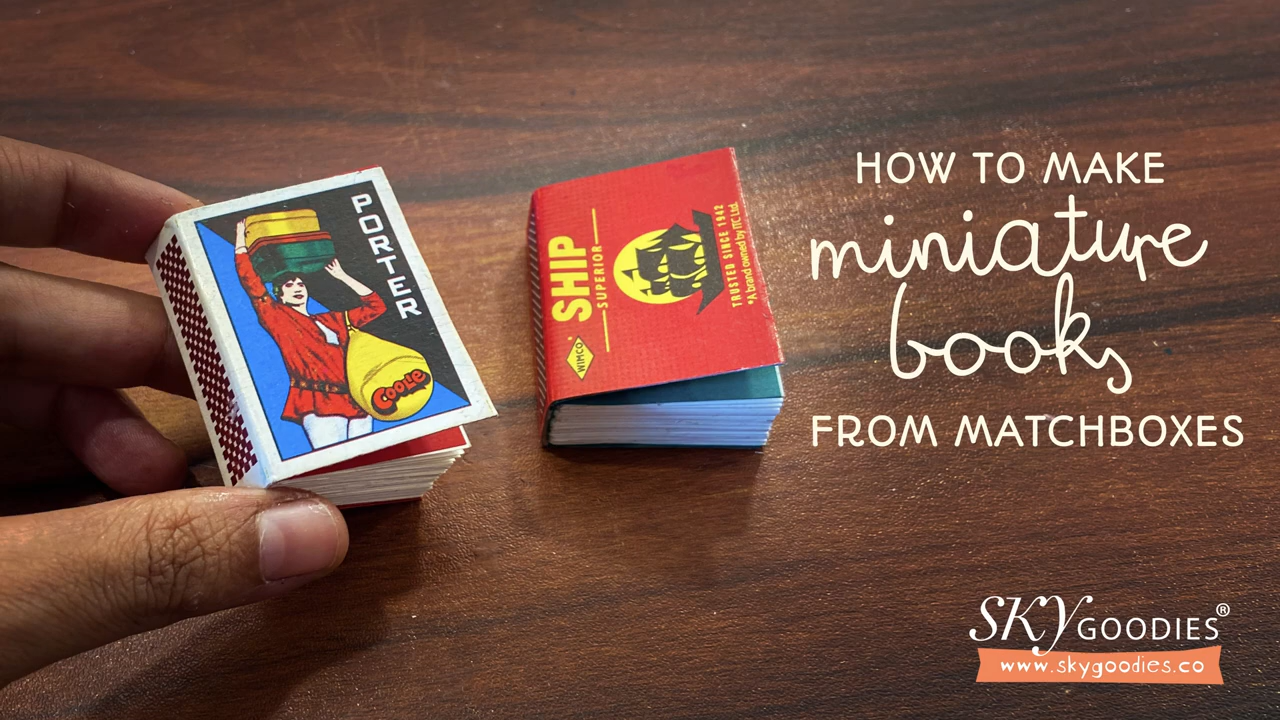 PORTER
Coolie
SHIP
SUPERIOR
WIMCO
TRUSTED SINCE 1942
*A brand owned by ITC Ltd.
HOW TO MAKE
miniature
books
FROM MATCHBOXES
SKYGOODIES®
www.skygoodies.co